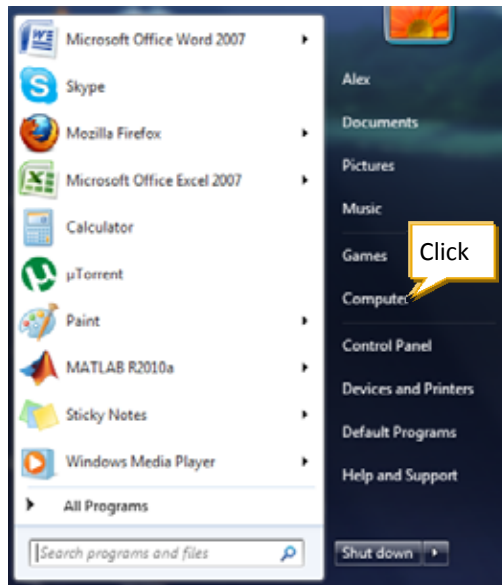 Microsoft Office Word 2007
Skype
Mozilla Firefox
Microsoft Office Excel 2007
Calculator
µTorrent
Paint
MATLAB R2010a
Sticky Notes
Windows Media Player
All Programs
Search programs and files
Alex
Documents
Pictures
Music
Games
Click
Computer
Control Panel
Devices and Printers
Default Programs
Help and Support
Shut down